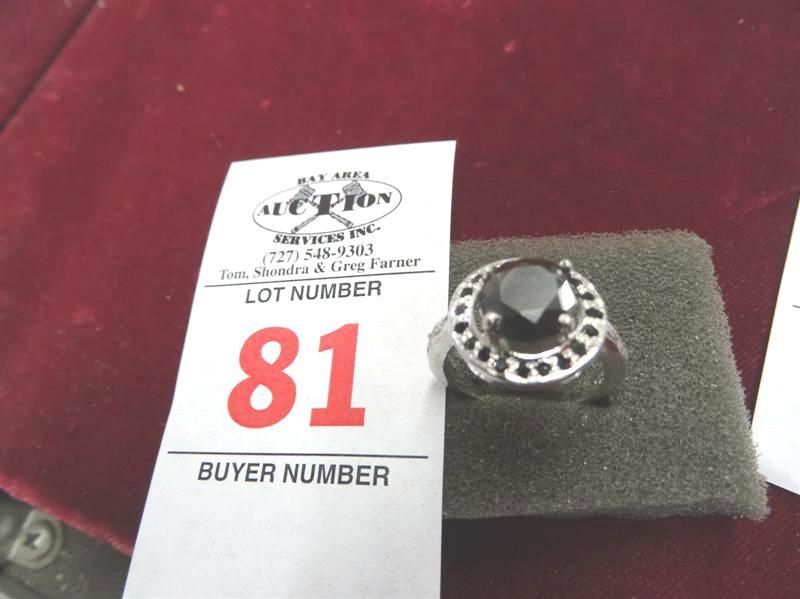 BAY AREA
AUCTION
SERVICES INC.
(727) 548-9303
Tom, Shondra & Greg Farner
LOT NUMBER
81
BUYER NUMBER